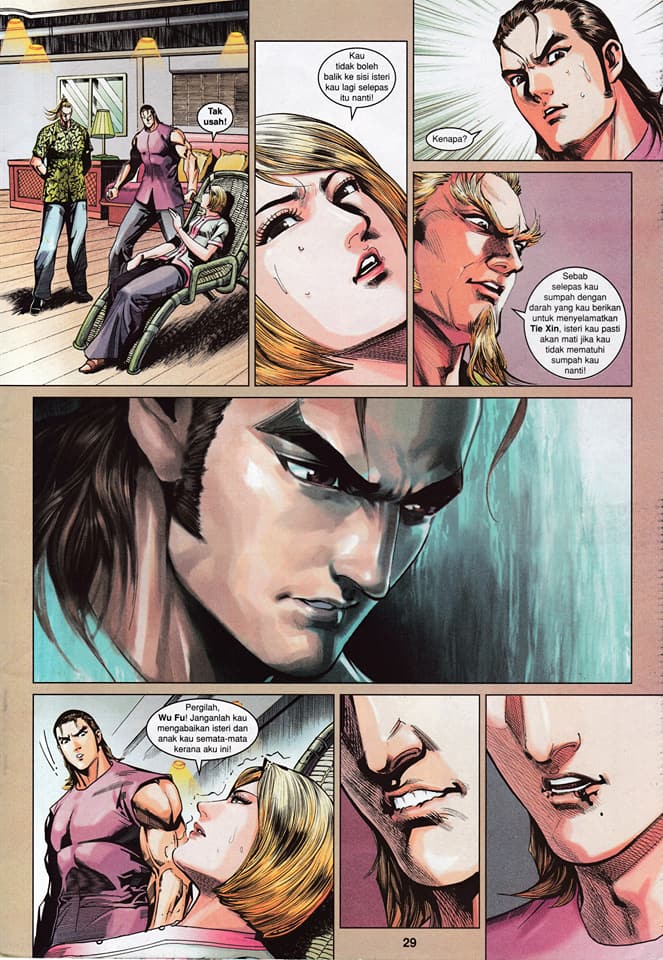 Tak
usah!
Kau
tidak boleh
balik ke sisi isteri
kau lagi selepas
itu nanti!
Kenapa?
Sebab
selepas kau
sumpah dengan
darah yang kau berikan
untuk menyelamatkan
Tie Xin, isteri kau pasti
akan mati jika kau
tidak mematuhi
sumpah kau
nanti!
Pergilah,
Wu Fu! Janganlah kau
mengabaikan isteri dan
anak kau semata-mata
kerana aku ini!
29